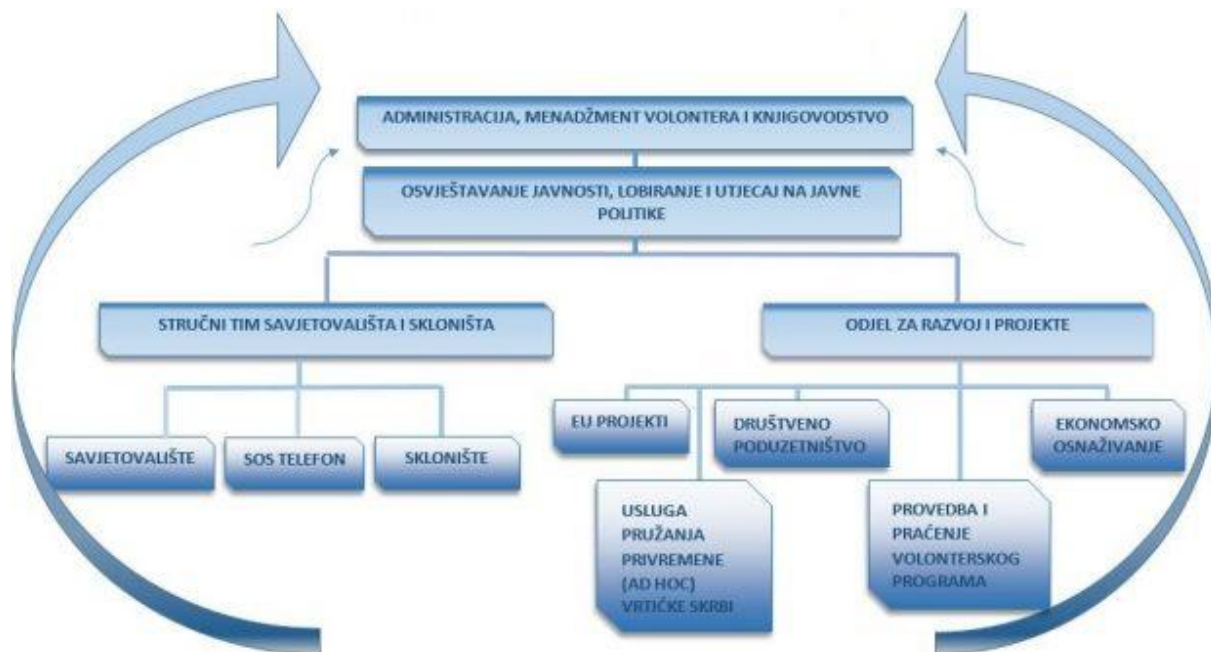 ADMINISTRACIJA, MENADŽMENT VOLONTERA I KNJIGOVODSTVO
OSVJEŠTAVANJE JAVNOSTI, LOBIRANJE I UTJECAJ NA JAVNE
POLITIKE
STRUČNI TIM SAVJETOVALIŠTA I SKLONIŠTA
ODJEL ZA RAZVOJ I PROJEKTE
SAVJETOVALIŠTE
SOS TELEFON
SKLONIŠTE
EU PROJEKTI
DRUŠTVENO
PODUZETNIŠTVO
EKONOMSKO
OSNAŽIVANJE
USLUGA
PRUŽANJA
PRIVREMENE
(AD HOC)
VRTIĆKE SKRBI
PROVEDBA I
PRAĆENJE
VOLONTERSKOG
PROGRAMA